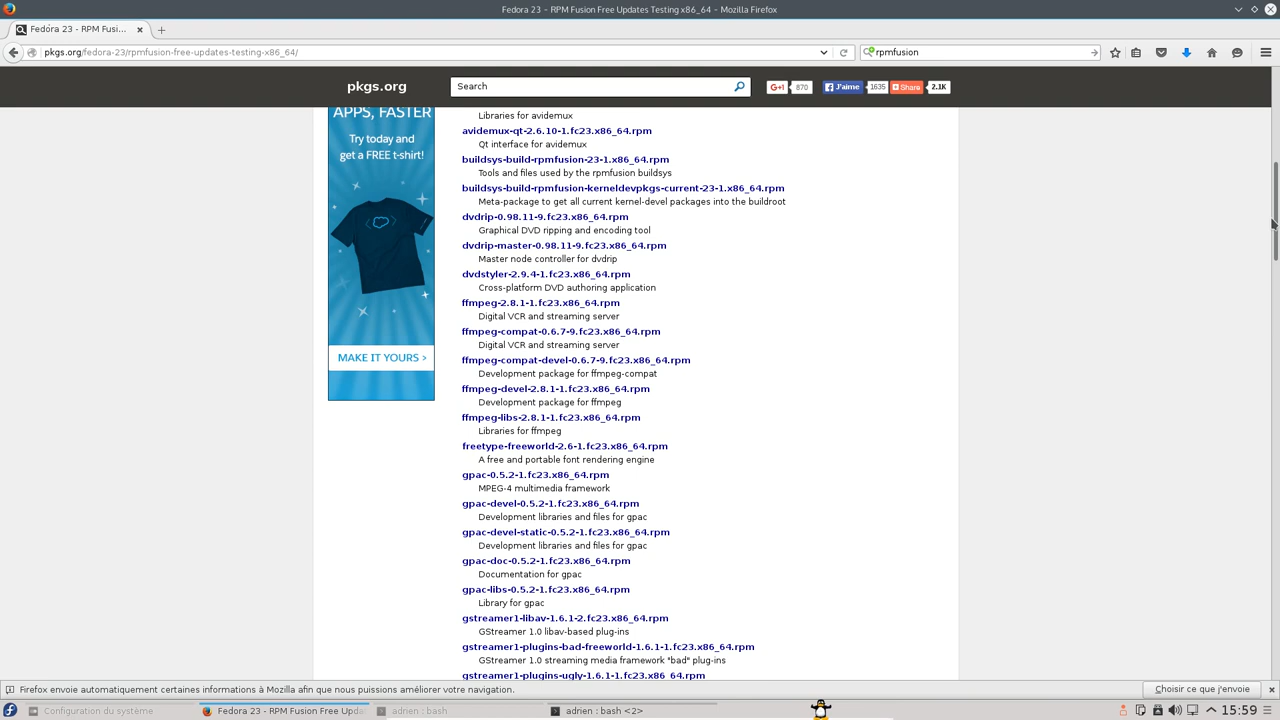 Fedora 23 – RPM Fusion Free Updates Testing x86_64 - Mozilla Firefox
Fedora 23 – RPM Fusi...
pkgs.org/fedora-23/rpmfusion-free-updates-testing-x86_64/
rpmfusion
pkgs.org
Search
G+1 870
J'aime 1635
Share 2.1K
APPS, FASTER
Try today and
get a FREE t-shirt!
MAKE IT YOURS >
Libraries for avidemux
avidemux-qt-2.6.10-1.fc23.x86_64.rpm
Qt interface for avidemux
buildsys-build-rpmfusion-23-1.x86_64.rpm
Tools and files used by the rpmfusion buildsys
buildsys-build-rpmfusion-kerneldevpkgs-current-23-1.x86_64.rpm
Meta-package to get all current kernel-devel packages into the buildroot
dvdrip-0.98.11-9.fc23.x86_64.rpm
Graphical DVD ripping and encoding tool
dvdrip-master-0.98.11-9.fc23.x86_64.rpm
Master node controller for dvdrip
dvdstyler-2.9.4-1.fc23.x86_64.rpm
Cross-platform DVD authoring application
ffmpeg-2.8.1-1.fc23.x86_64.rpm
Digital VCR and streaming server
ffmpeg-compat-0.6.7-9.fc23.x86_64.rpm
Digital VCR and streaming server
ffmpeg-compat-devel-0.6.7-9.fc23.x86_64.rpm
Development package for ffmpeg-compat
ffmpeg-devel-2.8.1-1.fc23.x86_64.rpm
Development package for ffmpeg
ffmpeg-libs-2.8.1-1.fc23.x86_64.rpm
Libraries for ffmpeg
freetype-freeworld-2.6-1.fc23.x86_64.rpm
A free and portable font rendering engine
gpac-0.5.2-1.fc23.x86_64.rpm
MPEG-4 multimedia framework
gpac-devel-0.5.2-1.fc23.x86_64.rpm
Development libraries and files for gpac
gpac-devel-static-0.5.2-1.fc23.x86_64.rpm
Development libraries and files for gpac
gpac-doc-0.5.2-1.fc23.x86_64.rpm
Documentation for gpac
gpac-libs-0.5.2-1.fc23.x86_64.rpm
Library for gpac
gstreamer1-libav-1.6.1-2.fc23.x86_64.rpm
GStreamer 1.0 libav-based plug-ins
gstreamer1-plugins-bad-freeworld-1.6.1-1.fc23.x86_64.rpm
GStreamer 1.0 streaming media framework "bad" plug-ins
gstreamer1-plugins-ugly-1.6.1-1.fc23.x86_64.rpm
Firefox envoie automatiquement certaines informations à Mozilla afin que nous puissions améliorer votre navigation.
Choisir ce que j'envoie
Configuration du système
Fedora 23 - RPM Fusion Free Upda
adrien : bash
adrien : bash <2>
15:59